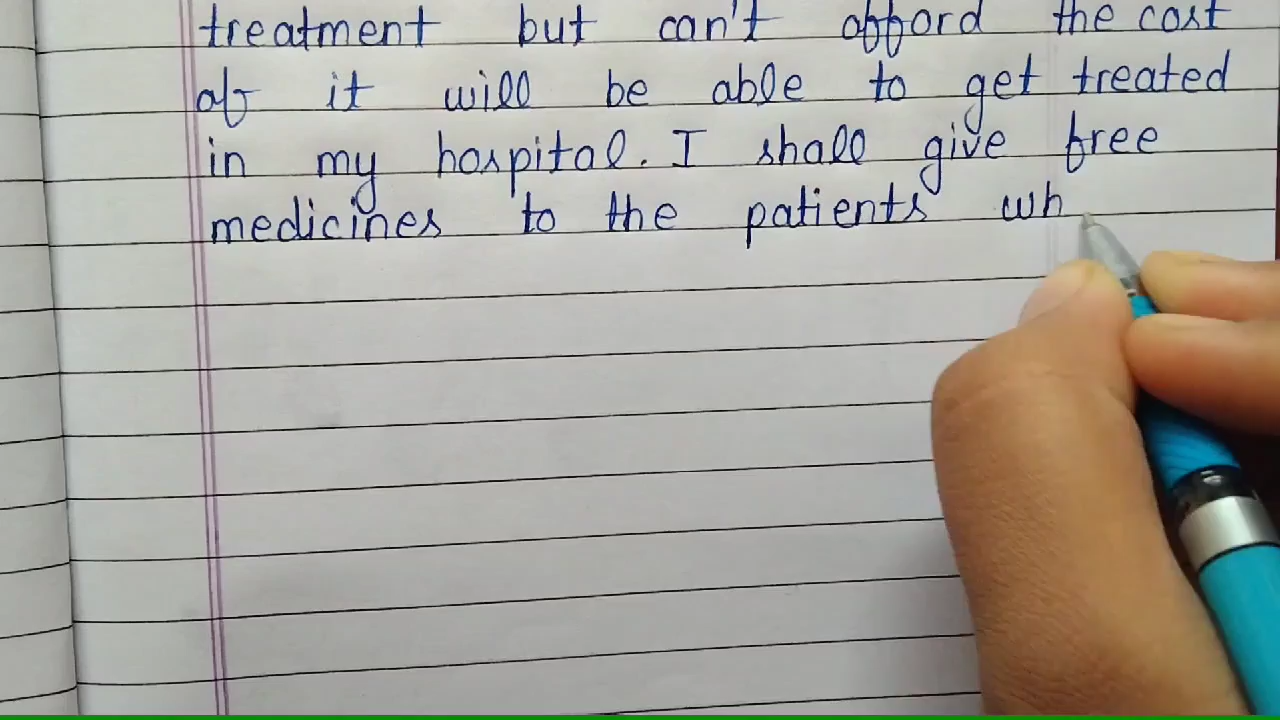 treatment but can't afford the cost
of it will be able to get treated
in my hospital. I shall give free
medicines to the patients wh